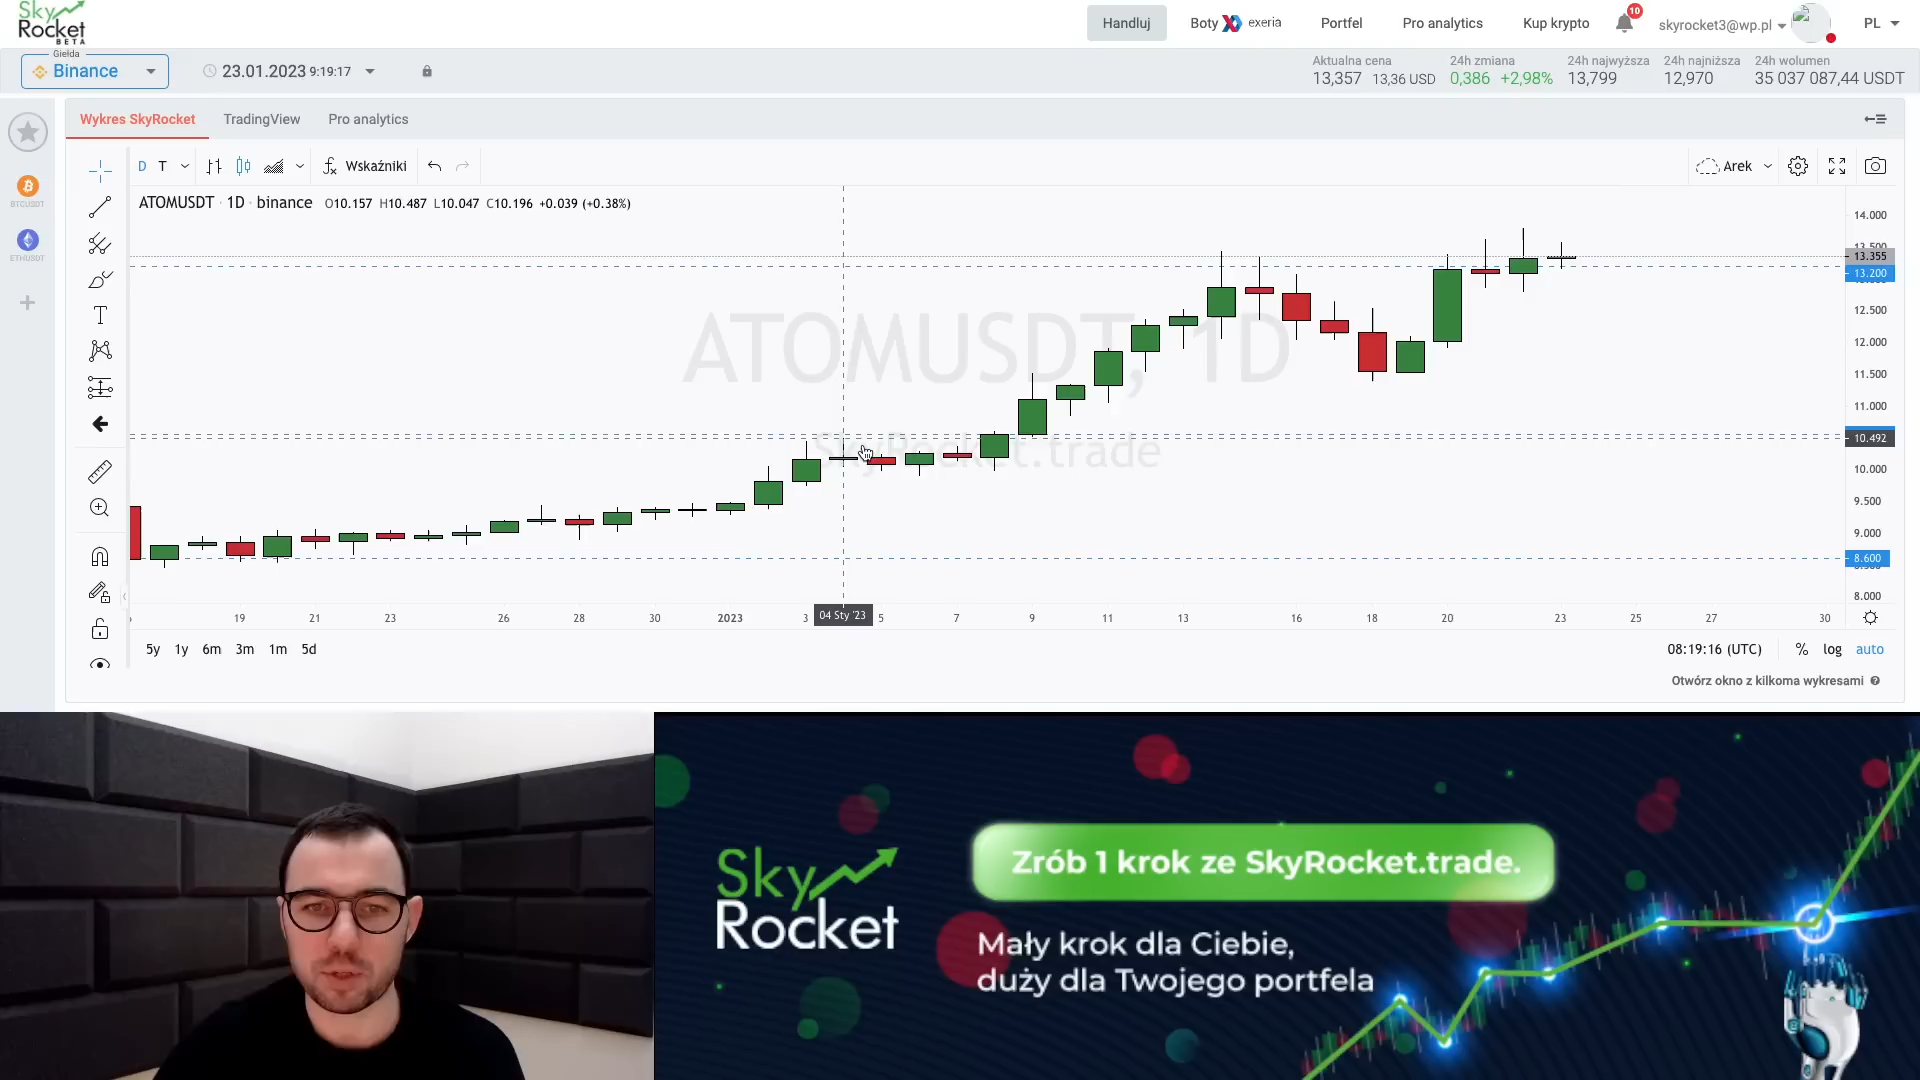 Sky
Rocket
BETA
Handluj
Boty exeria
Portfel
Pro analytics
Kup krypto
10
skyrocket3@wp.pl
PL
Giełda
Binance
23.01.2023 9:19:17
Aktualna cena
13,357 13,36 USD
24h zmiana
0,386 +2,98%
24h najwyższa
13,799
24h najniższa
12,970
24h wolumen
35 037 087,44 USDT
Wykres SkyRocket
TradingView
Pro analytics
BTCUSDT
ETHUSDT
D T
Wskaźniki
Arek
ATOMUSDT · 1D · binance O10.157 H10.487 L10.047 C10.196 +0.039 (+0.38%)
ATOMUSDT, 1D
SkyRocket.trade
14.000
13.500
13.355
13.200
12.500
12.000
11.500
11.000
10.492
10.000
9.500
9.000
8.600
8.000
19 21 23 26 28 30 2023 3 04 Sty '23 5 7 9 11 13 16 18 20 23 25 27 30
5y 1y 6m 3m 1m 5d
08:19:16 (UTC)
% log auto
Otwórz okno z kilkoma wykresami
Sky
Rocket
Zrób 1 krok ze SkyRocket.trade.
Mały krok dla Ciebie,
duży dla Twojego portfela